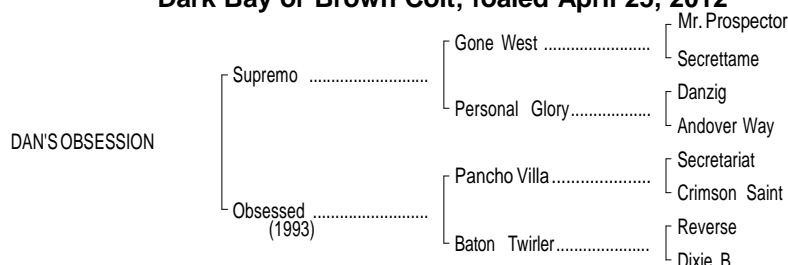 Dark Bay or Brown Colt; foaled April 25, 2012
Mr. Prospector
Gone West ........................
Secrettame
Supremo ...........................
Danzig
Personal Glory..................
Andover Way
DAN'S OBSESSION
Secretariat
Pancho Villa......................
Crimson Saint
Obsessed ..........................
(1993)
Reverse
Baton Twirler.....................
Dixie B